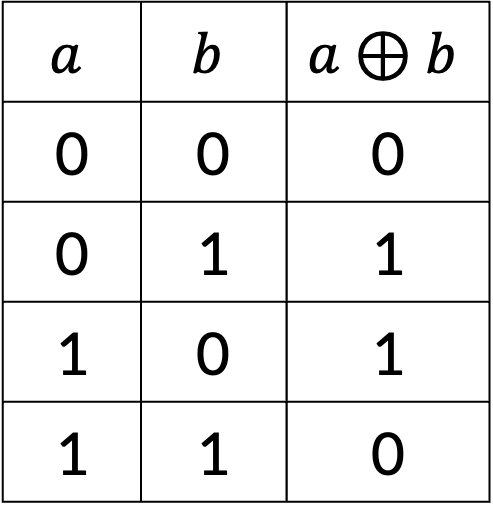 a b a ⊕ b
0 0 0
0 1 1
1 0 1
1 1 0